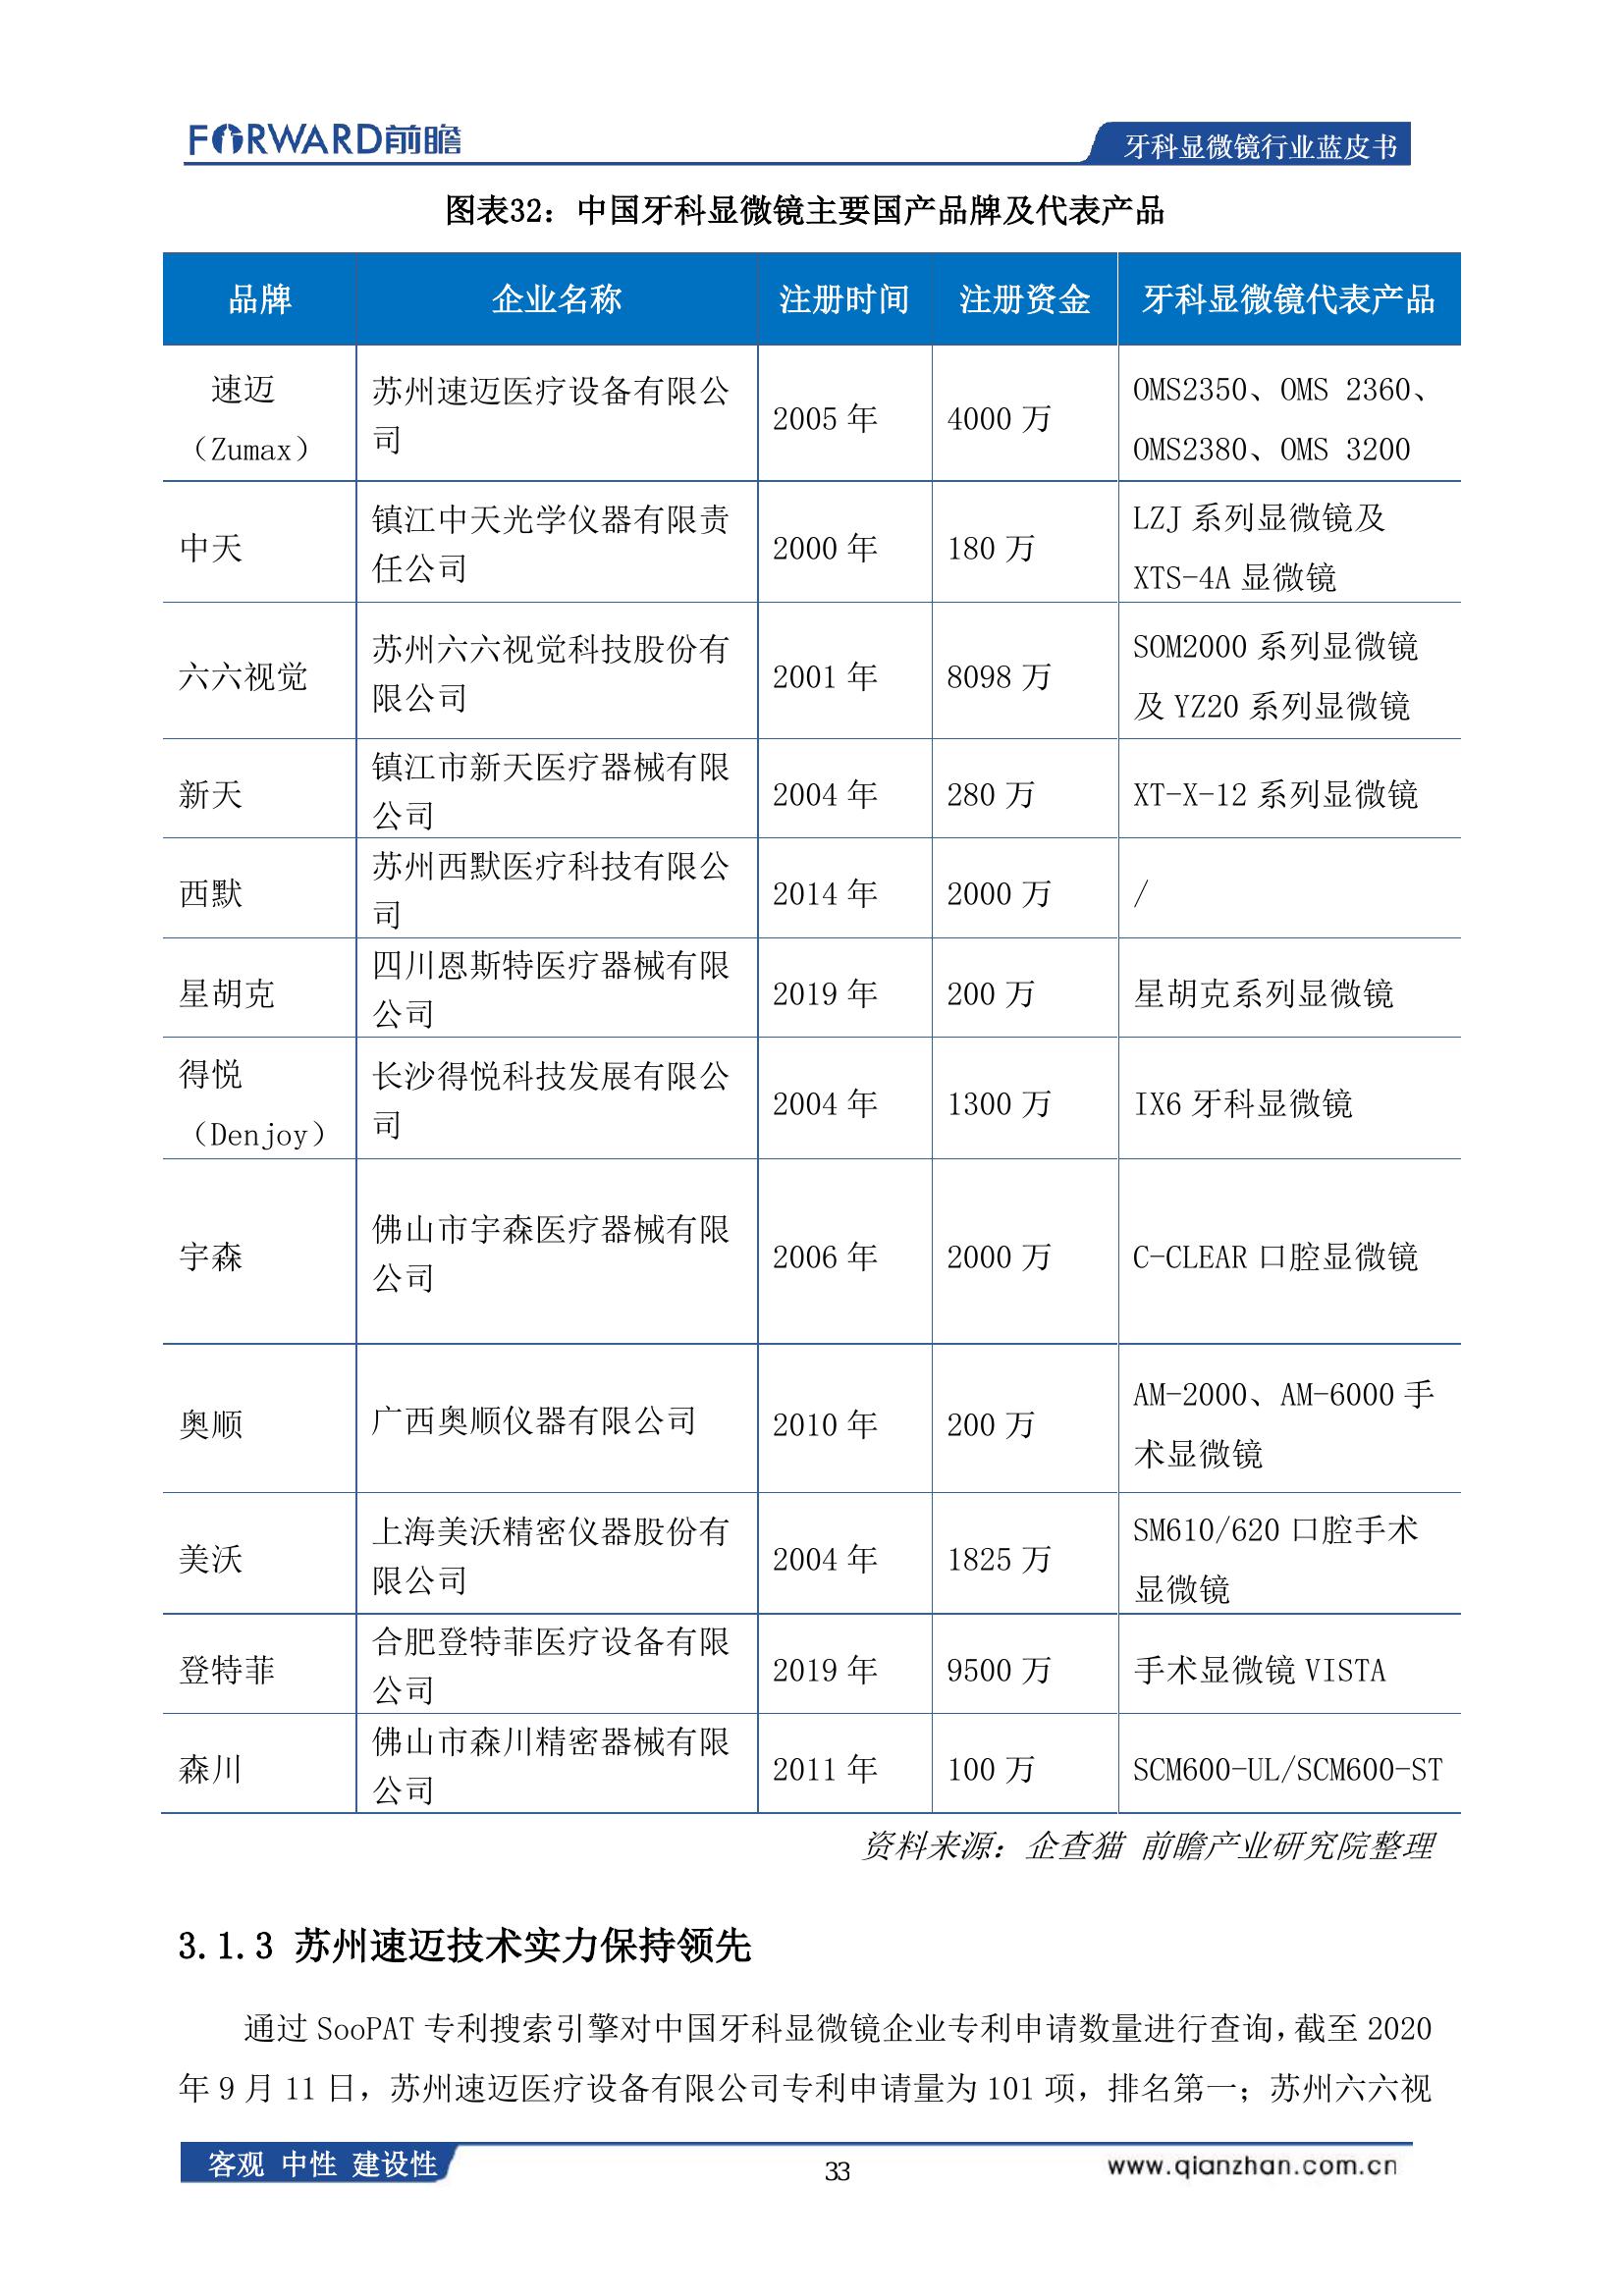 FORWARD前瞻
牙科显微镜行业蓝皮书
图表32：中国牙科显微镜主要国产品牌及代表产品
品牌 企业名称 注册时间 注册资金 牙科显微镜代表产品
速迈
（Zumax）
苏州速迈医疗设备有限公
司
2005 年
4000 万
OMS2350、OMS 2360、
OMS2380、OMS 3200
中天
镇江中天光学仪器有限责
任公司
2000 年
180 万
LZJ 系列显微镜及
XTS-4A 显微镜
六六视觉
苏州六六视觉科技股份有
限公司
2001 年
8098 万
SOM2000 系列显微镜
及 YZ20 系列显微镜
新天
镇江市新天医疗器械有限
公司
2004 年
280 万
XT-X-12 系列显微镜
西默
苏州西默医疗科技有限公
司
2014 年
2000 万
/
星胡克
四川恩斯特医疗器械有限
公司
2019 年
200 万
星胡克系列显微镜
得悦
（Denjoy）
长沙得悦科技发展有限公
司
2004 年
1300 万
IX6 牙科显微镜
宇森
佛山市宇森医疗器械有限
公司
2006 年
2000 万
C-CLEAR 口腔显微镜
奥顺
广西奥顺仪器有限公司
2010 年
200 万
AM-2000、AM-6000 手
术显微镜
美沃
上海美沃精密仪器股份有
限公司
2004 年
1825 万
SM610/620 口腔手术
显微镜
登特菲
合肥登特菲医疗设备有限
公司
2019 年
9500 万
手术显微镜 VISTA
森川
佛山市森川精密器械有限
公司
2011 年
100 万
SCM600-UL/SCM600-ST
资料来源：企查猫 前瞻产业研究院整理
3.1.3 苏州速迈技术实力保持领先
通过 SooPAT 专利搜索引擎对中国牙科显微镜企业专利申请数量进行查询，截至 2020
年 9 月 11 日，苏州速迈医疗设备有限公司专利申请量为 101 项，排名第一；苏州六六视
客观 中性 建设性
33
www.qianzhan.com.cn